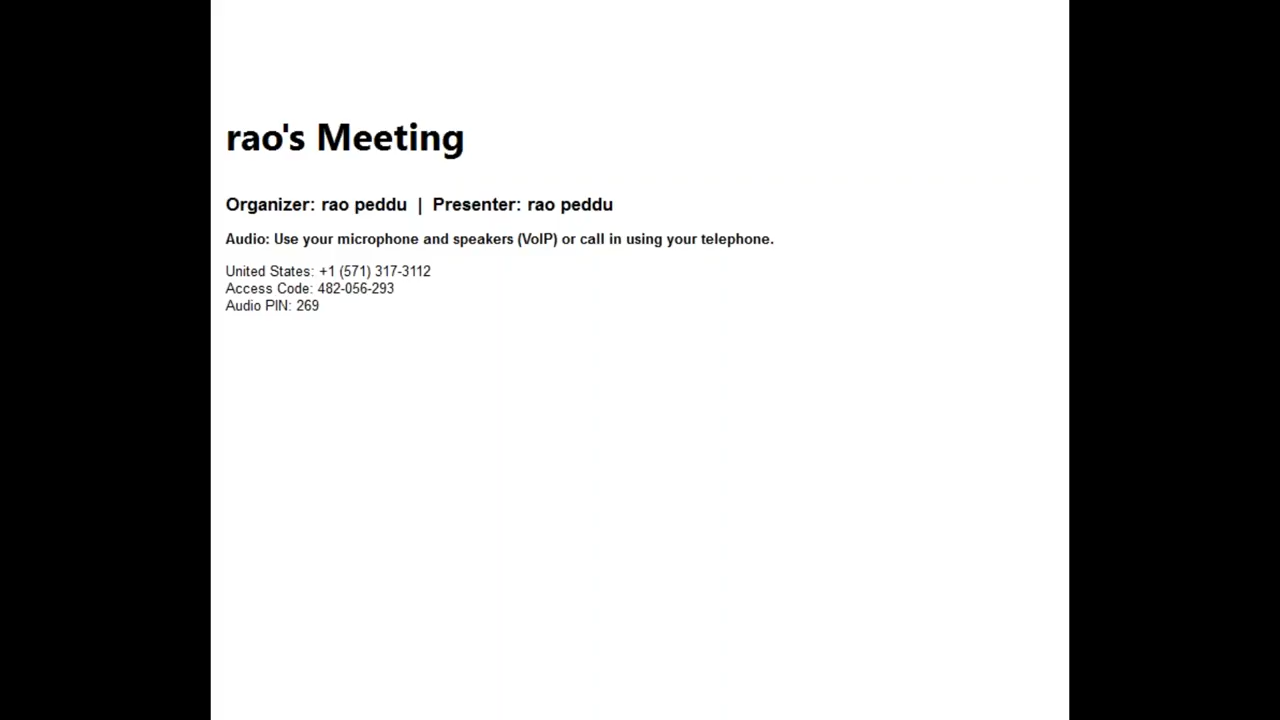 rao's Meeting
Organizer: rao peddu | Presenter: rao peddu
Audio: Use your microphone and speakers (VoIP) or call in using your telephone.
United States: +1 (571) 317-3112
Access Code: 482-056-293
Audio PIN: 269